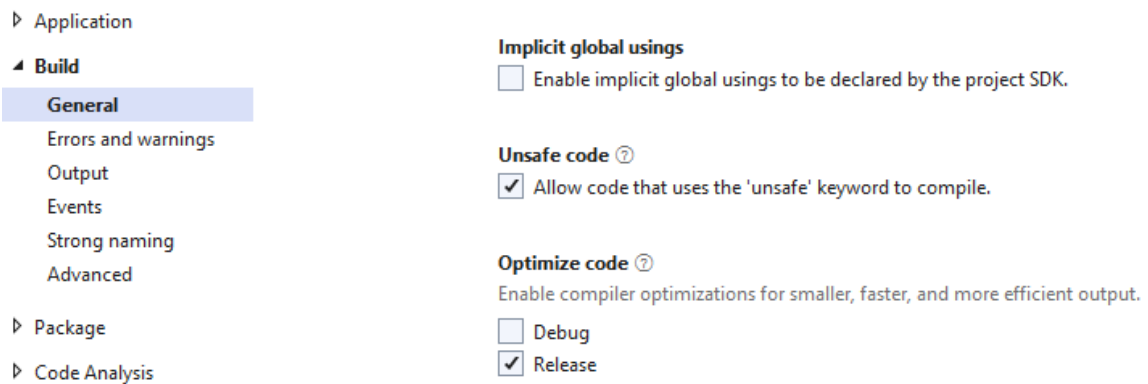 Application
Build
General
Errors and warnings
Output
Events
Strong naming
Advanced
Package
Code Analysis
Implicit global usings
Enable implicit global usings to be declared by the project SDK.
Unsafe code ?
Allow code that uses the 'unsafe' keyword to compile.
Optimize code ?
Enable compiler optimizations for smaller, faster, and more efficient output.
Debug
Release